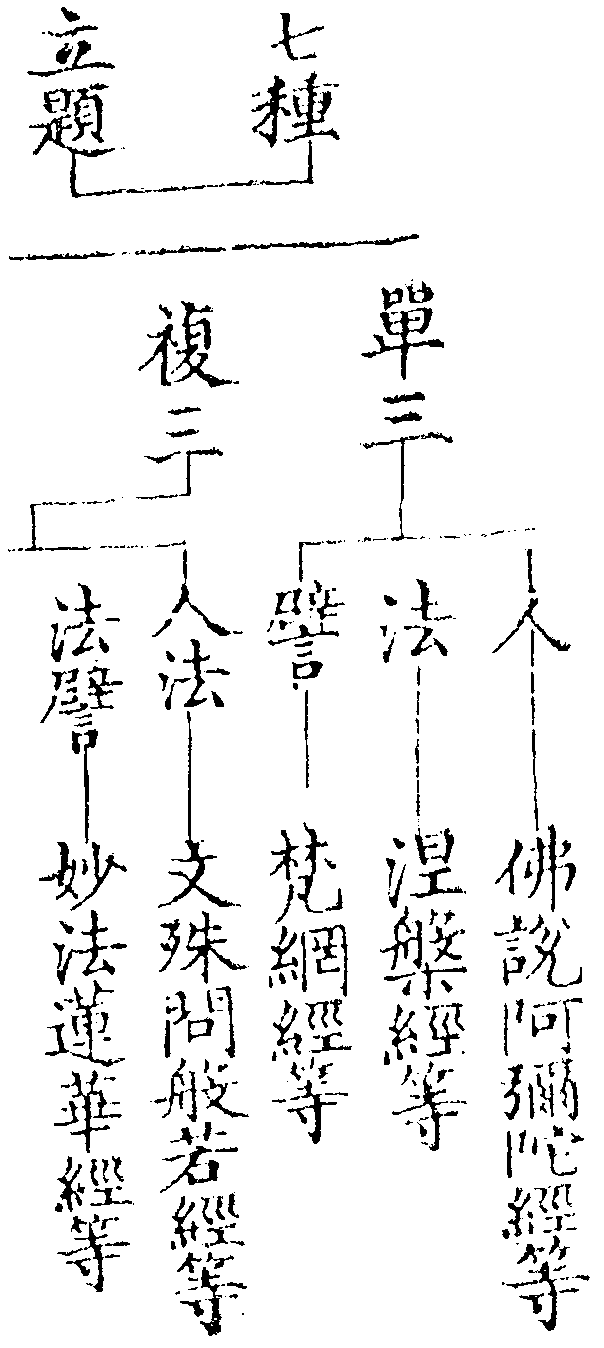 七種
立題
單三
複三
人
法
譬
人法
法譬
佛說阿彌陀經等
涅槃經等
梵網經等
文殊問般若經等
妙法蓮華經等